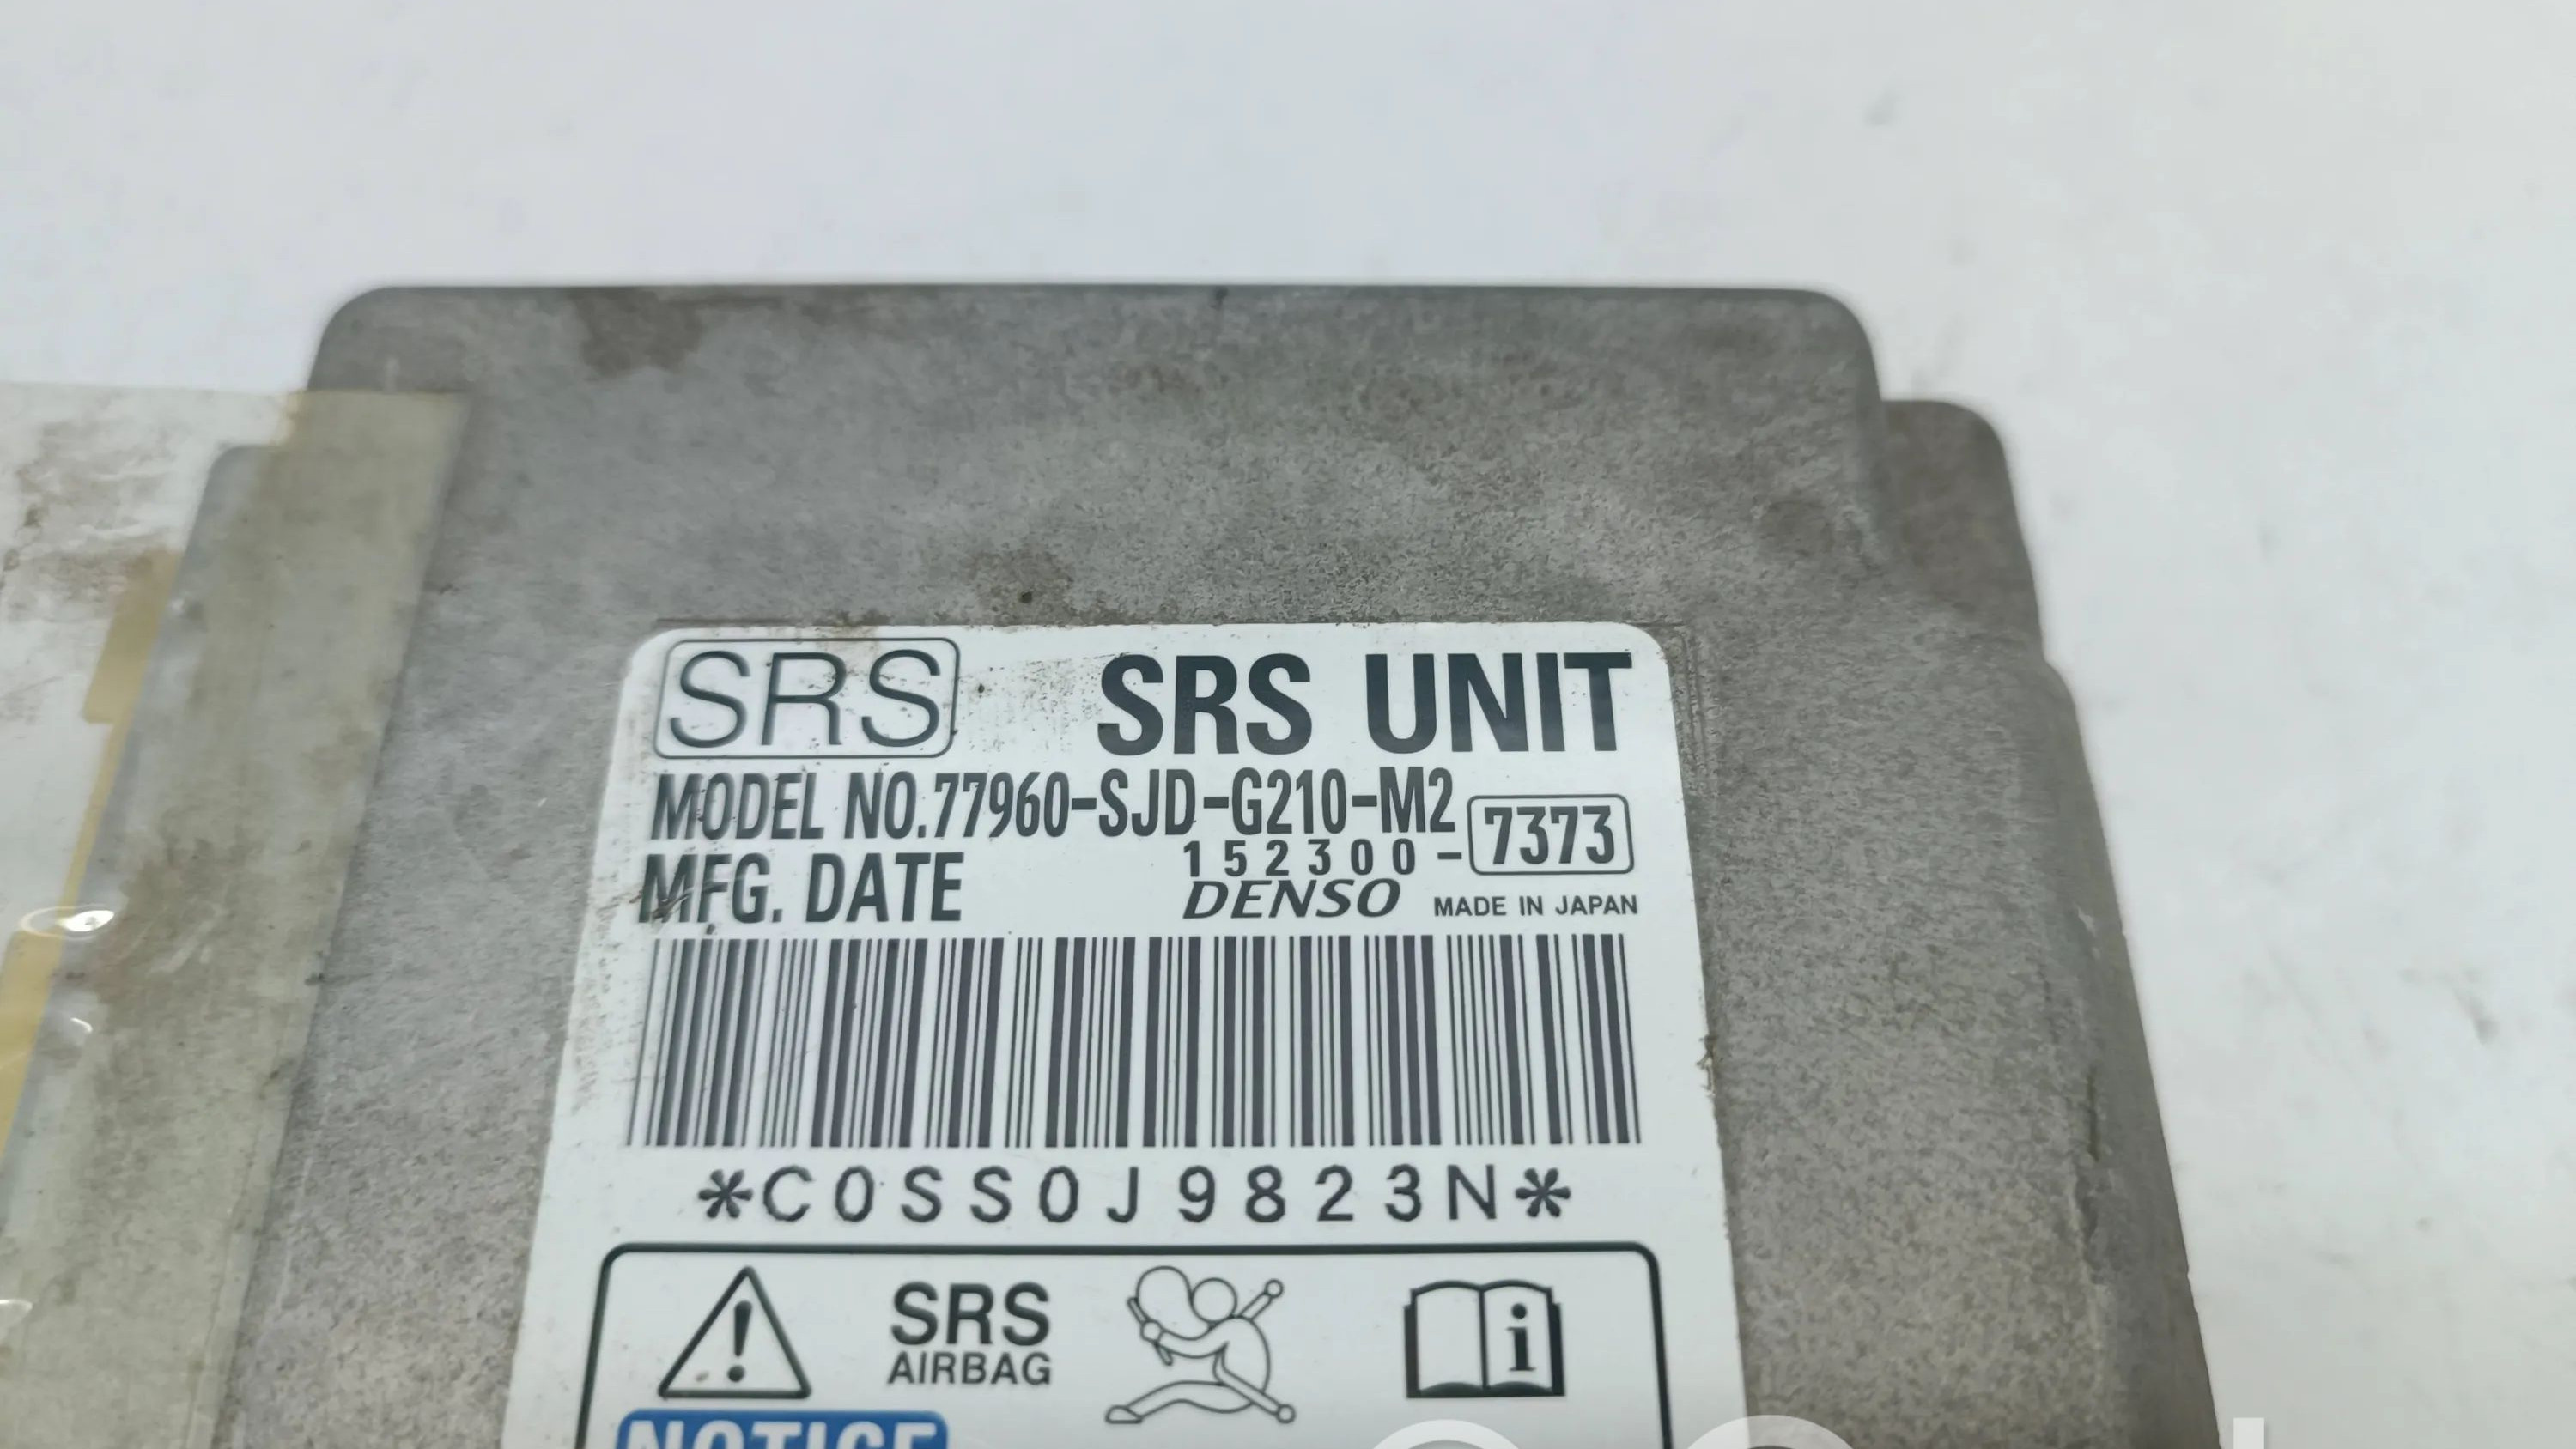 SRS SRS UNIT
MODEL NO.77960-SJD-G210-M2
152300-7373
MFG. DATE DENSO MADE IN JAPAN
*C0SS0J9823N*
SRS
AIRBAG
i
NOTICE